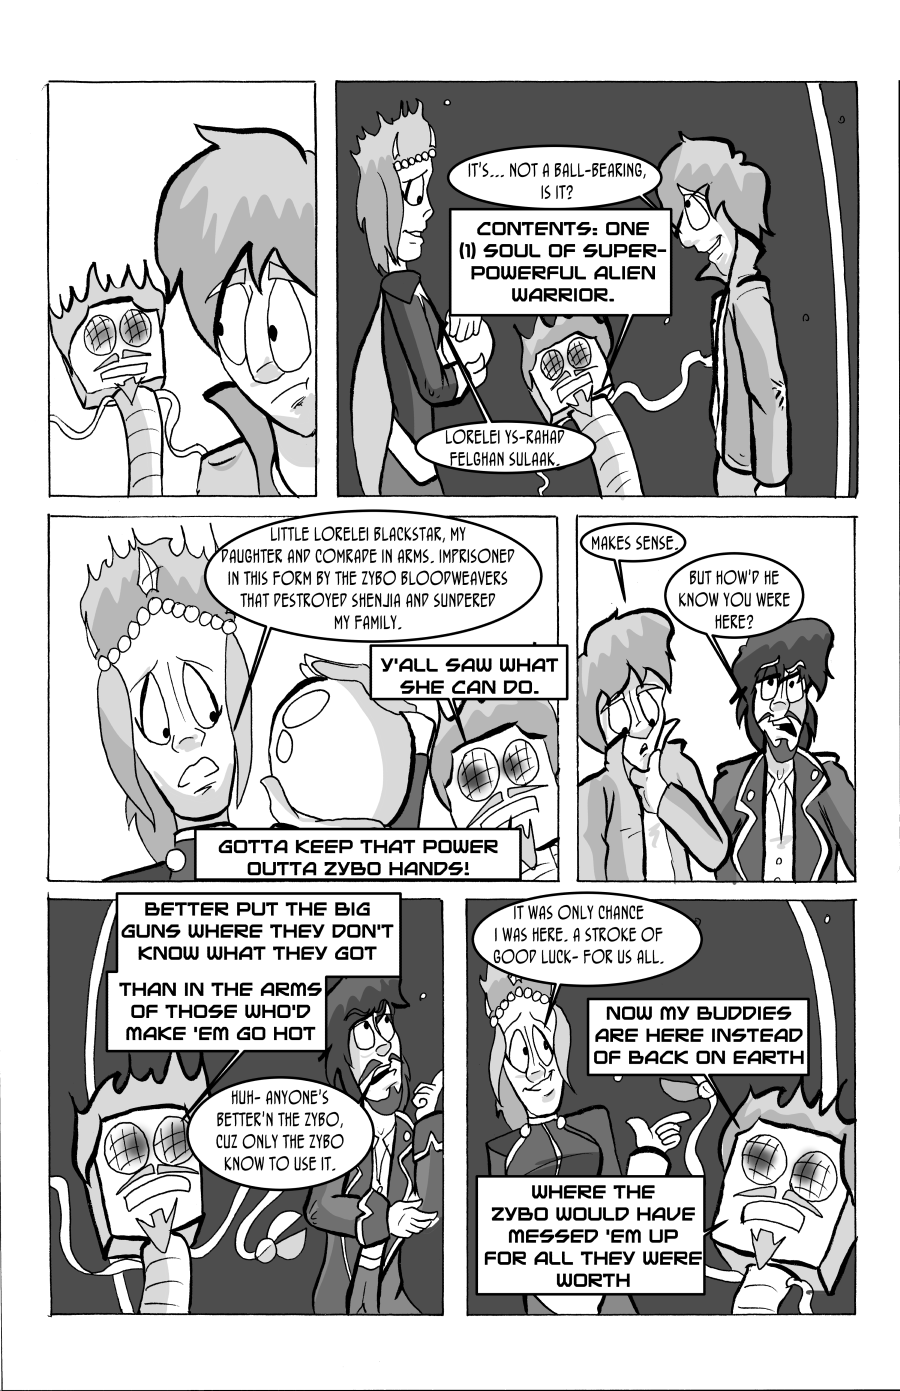 IT'S... NOT A BALL-BEARING,
IS IT?
CONTENTS: ONE
(1) SOUL OF SUPER-
POWERFUL ALIEN
WARRIOR.
LORELEI YS-RAHAD
FELGHAN SULAAK.
LITTLE LORELEI BLACKSTAR, MY
DAUGHTER AND COMRADE IN ARMS. IMPRISONED
IN THIS FORM BY THE ZYBO BLOODWEAVERS
THAT DESTROYED SHENJIA AND SUNDERED
MY FAMILY.
Y'ALL SAW WHAT
SHE CAN DO.
GOTTA KEEP THAT POWER
OUTTA ZYBO HANDS!
MAKES SENSE.
BUT HOW'D HE
KNOW YOU WERE
HERE?
BETTER PUT THE BIG
GUNS WHERE THEY DON'T
KNOW WHAT THEY GOT
THAN IN THE ARMS
OF THOSE WHO'D
MAKE 'EM GO HOT
HUH- ANYONE'S
BETTER'N THE ZYBO,
CUZ ONLY THE ZYBO
KNOW TO USE IT.
IT WAS ONLY CHANCE
I WAS HERE. A STROKE OF
GOOD LUCK- FOR US ALL.
NOW MY BUDDIES
ARE HERE INSTEAD
OF BACK ON EARTH
WHERE THE
ZYBO WOULD HAVE
MESSED 'EM UP
FOR ALL THEY WERE
WORTH